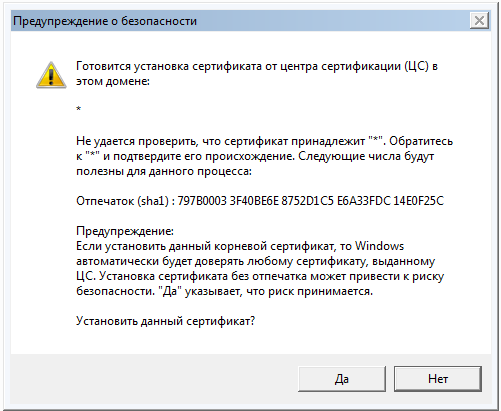 Предупреждение о безопасности
Готовится установка сертификата от центра сертификации (ЦС) в
этом домене:
*
Не удается проверить, что сертификат принадлежит "*". Обратитесь
к "*" и подтвердите его происхождение. Следующие числа будут
полезны для данного процесса:
Отпечаток (sha1) : 797B0003 3F40BE6E 8752D1C5 E6A33FDC 14E0F25C
Предупреждение:
Если установить данный корневой сертификат, то Windows
автоматически будет доверять любому сертификату, выданному
ЦС. Установка сертификата без отпечатка может привести к риску
безопасности. "Да" указывает, что риск принимается.
Установить данный сертификат?
Да
Нет